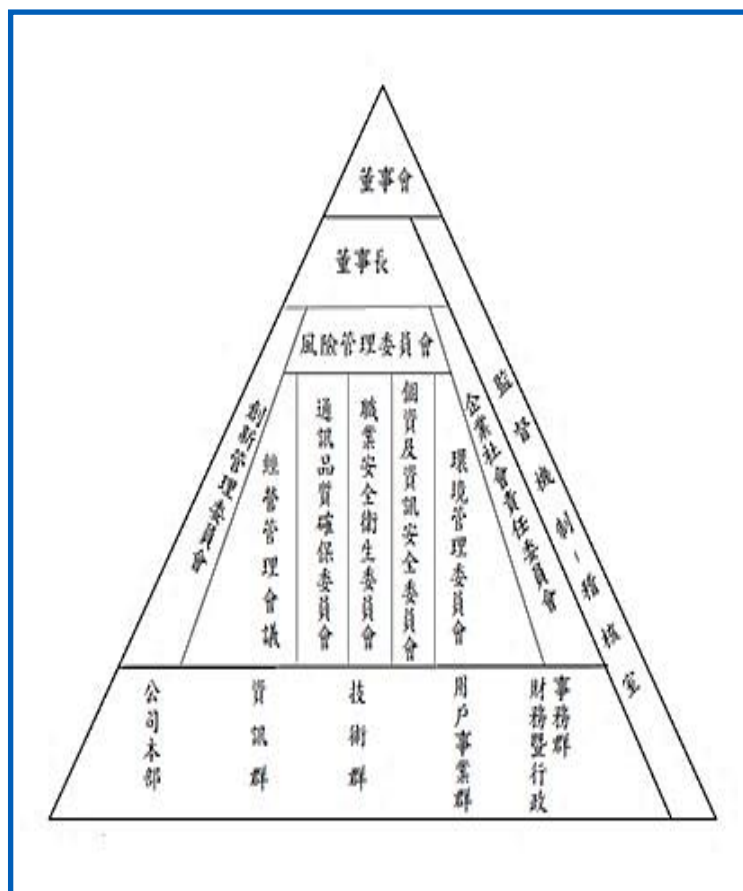 董事會
董事長
風險管理委員會
創新管理委員會
經營管理會議
通訊品質確保委員會
職業安全衛生委員會
個資及資訊安全委員會
環境管理委員會
企業社會責任委員會
監督機制-稽核室
公司本部
資訊群
技術群
用戶事業群
財務暨行政
事務群